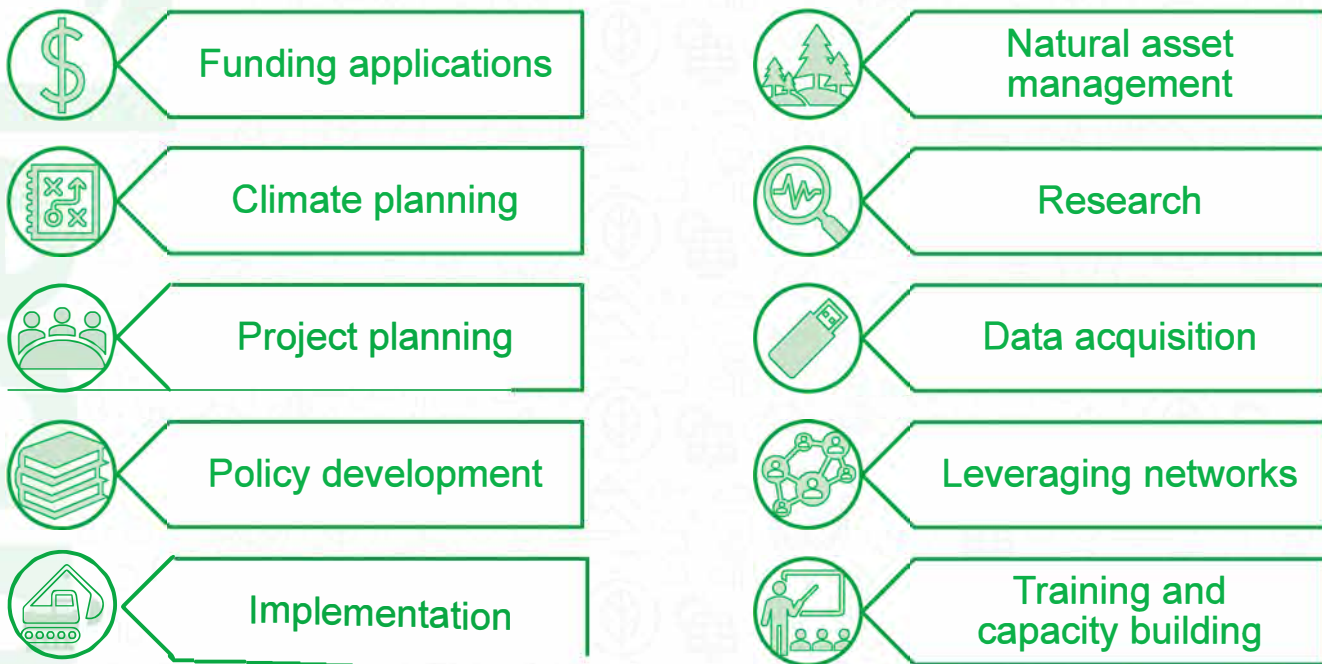 Funding applications
Climate planning
Project planning
Policy development
Implementation
Natural asset
management
Research
Data acquisition
Leveraging networks
Training and
capacity building